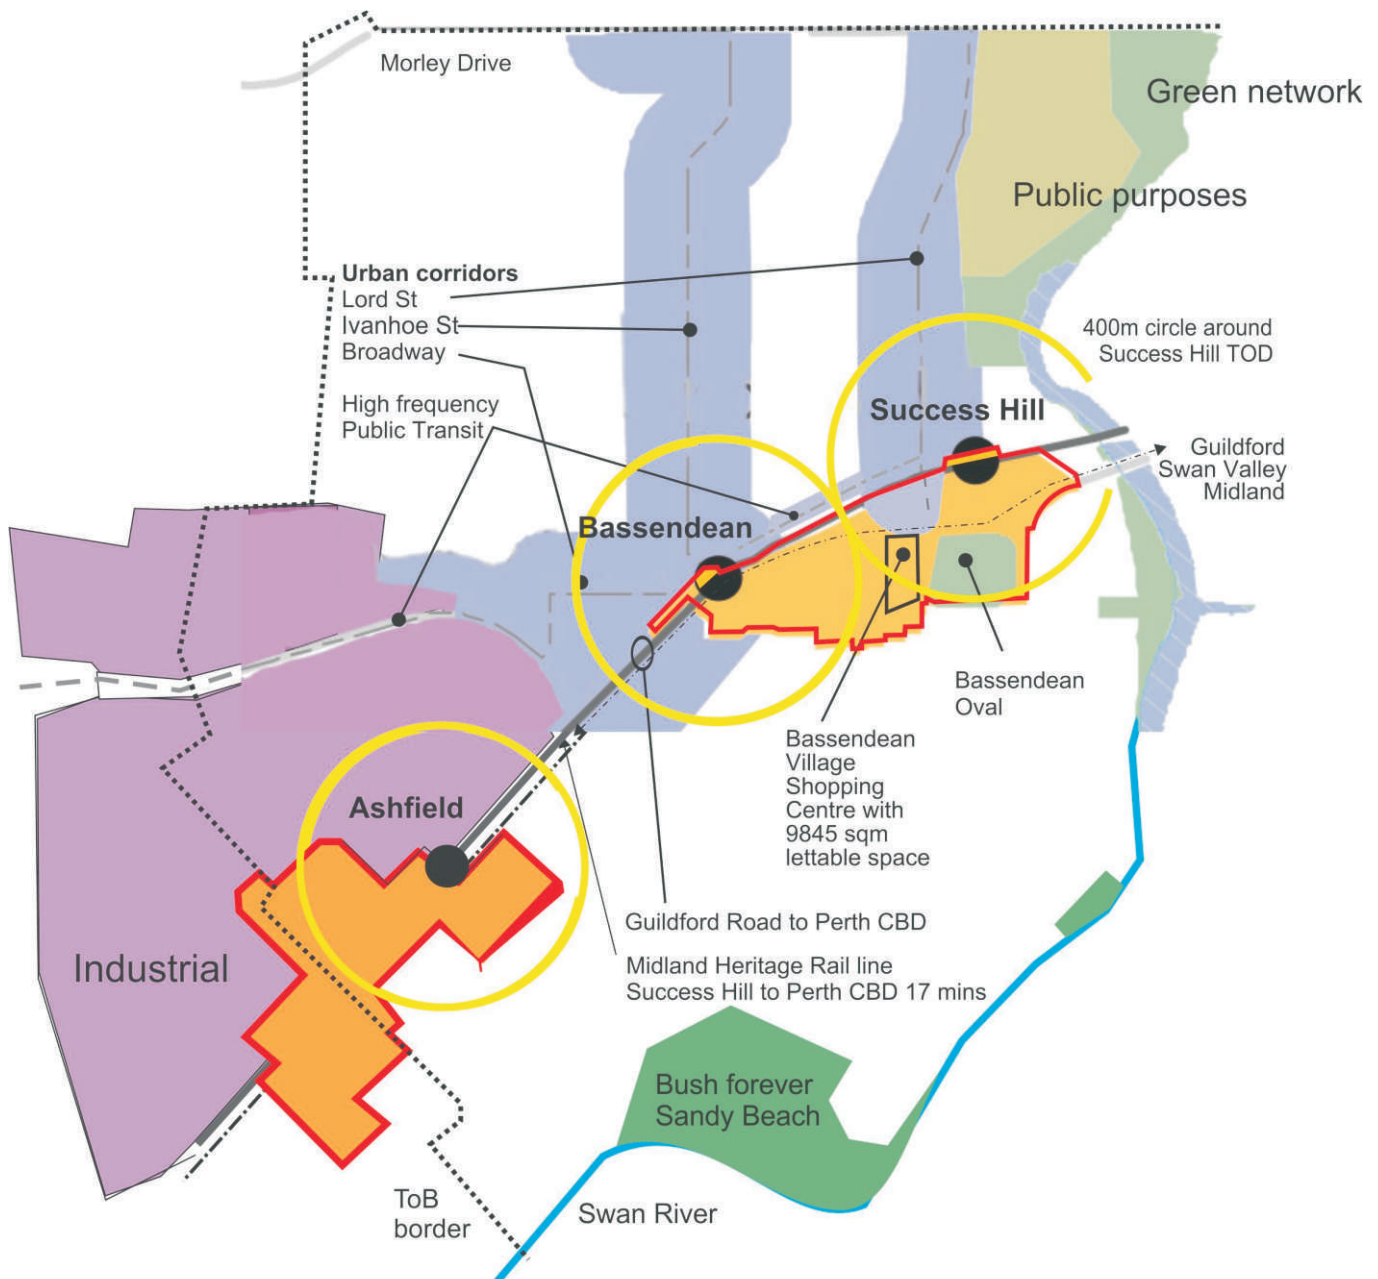 Morley Drive
Green network
Public purposes
Urban corridors
Lord St
Ivanhoe St
Broadway
400m circle around
Success Hill TOD
High frequency
Public Transit
Success Hill
Guildford
Swan Valley
Midland
Bassendean
Bassendean
Oval
Bassendean
Village
Shopping
Centre with
9845 sqm
lettable space
Ashfield
Guildford Road to Perth CBD
Industrial
Midland Heritage Rail line
Success Hill to Perth CBD 17 mins
Bush forever
Sandy Beach
ToB
border
Swan River